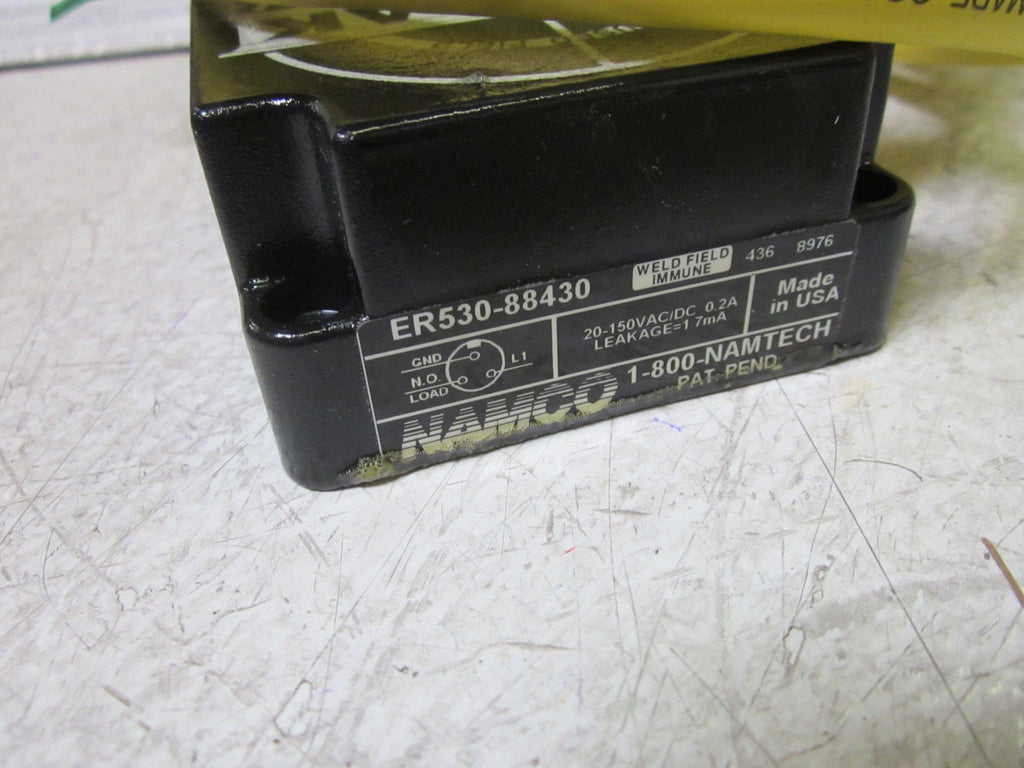 ER530-88430
WELD FIELD
IMMUNE
436 8976
GND
L1
N.O.
LOAD
20-150VAC/DC 0.2A
LEAKAGE=1.7mA
Made
in USA
NAMCO
1-800-NAMTECH
PAT. PEND.